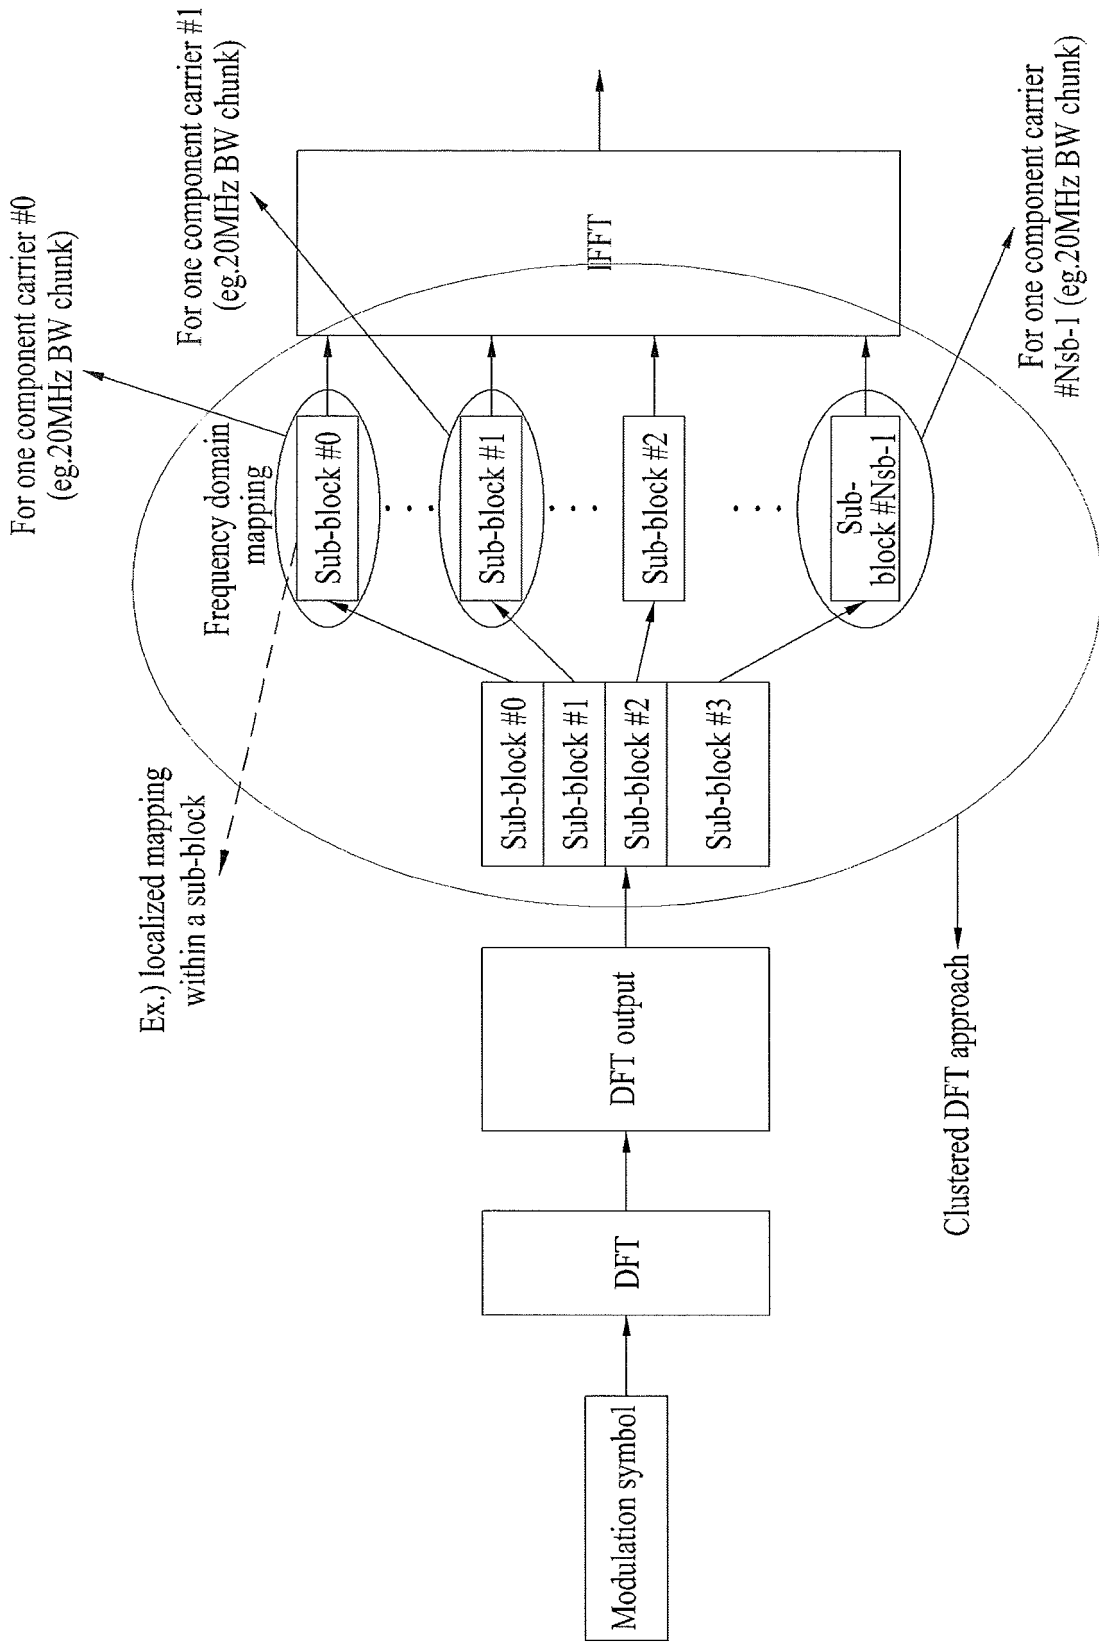 For one component carrier #0
(eg.20MHz BW chunk)
For one component carrier #1
(eg.20MHz BW chunk)
Ex.) localized mapping
within a sub-block
Frequency domain
mapping
Modulation symbol
DFT
DFT output
Sub-block #0
Sub-block #1
Sub-block #2
Sub-block #3
Sub-block #0
Sub-block #1
Sub-block #2
Sub-
block #Nsb-1
IFFT
Clustered DFT approach
For one component carrier
#Nsb-1 (eg.20MHz BW chunk)